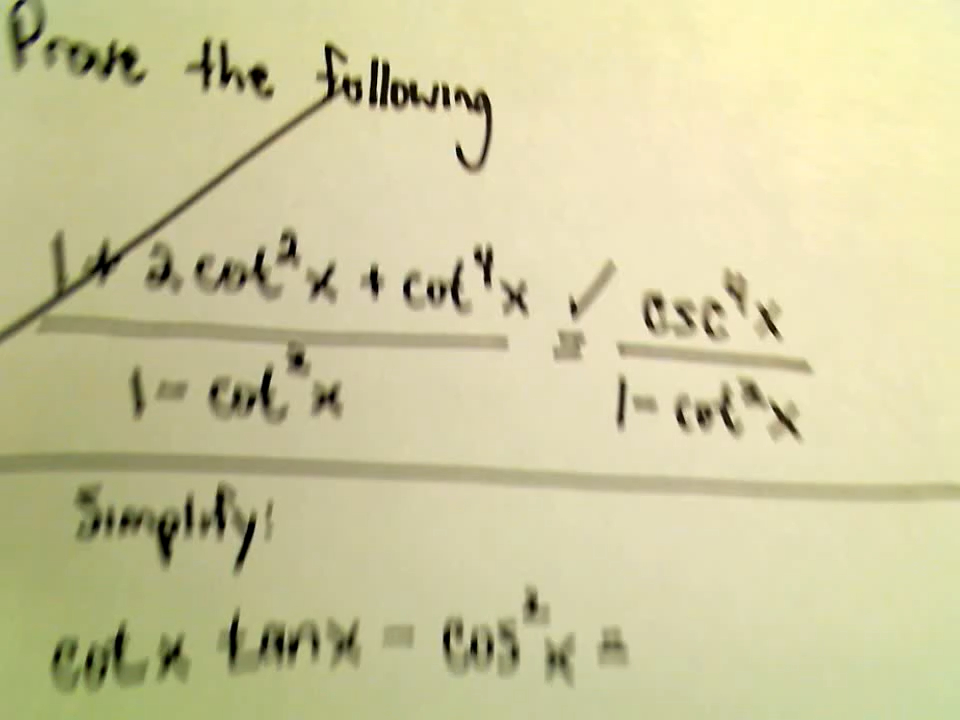 Prove the following
1 + 2cot²x + cot⁴x ✓= csc⁴x
1 - cot²x 1 - cot²x
Simplify:
cot x tan x - cos²x =